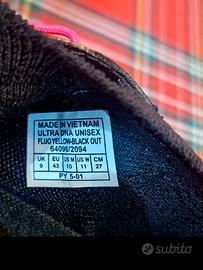 MADE IN VIETNAM
ULTRA DNA UNISEX
FLUO YELLOW-BLACK OUT
64096/2094
UK EU US M US W CM
9 43 10 11 27
PY 5-01
subito